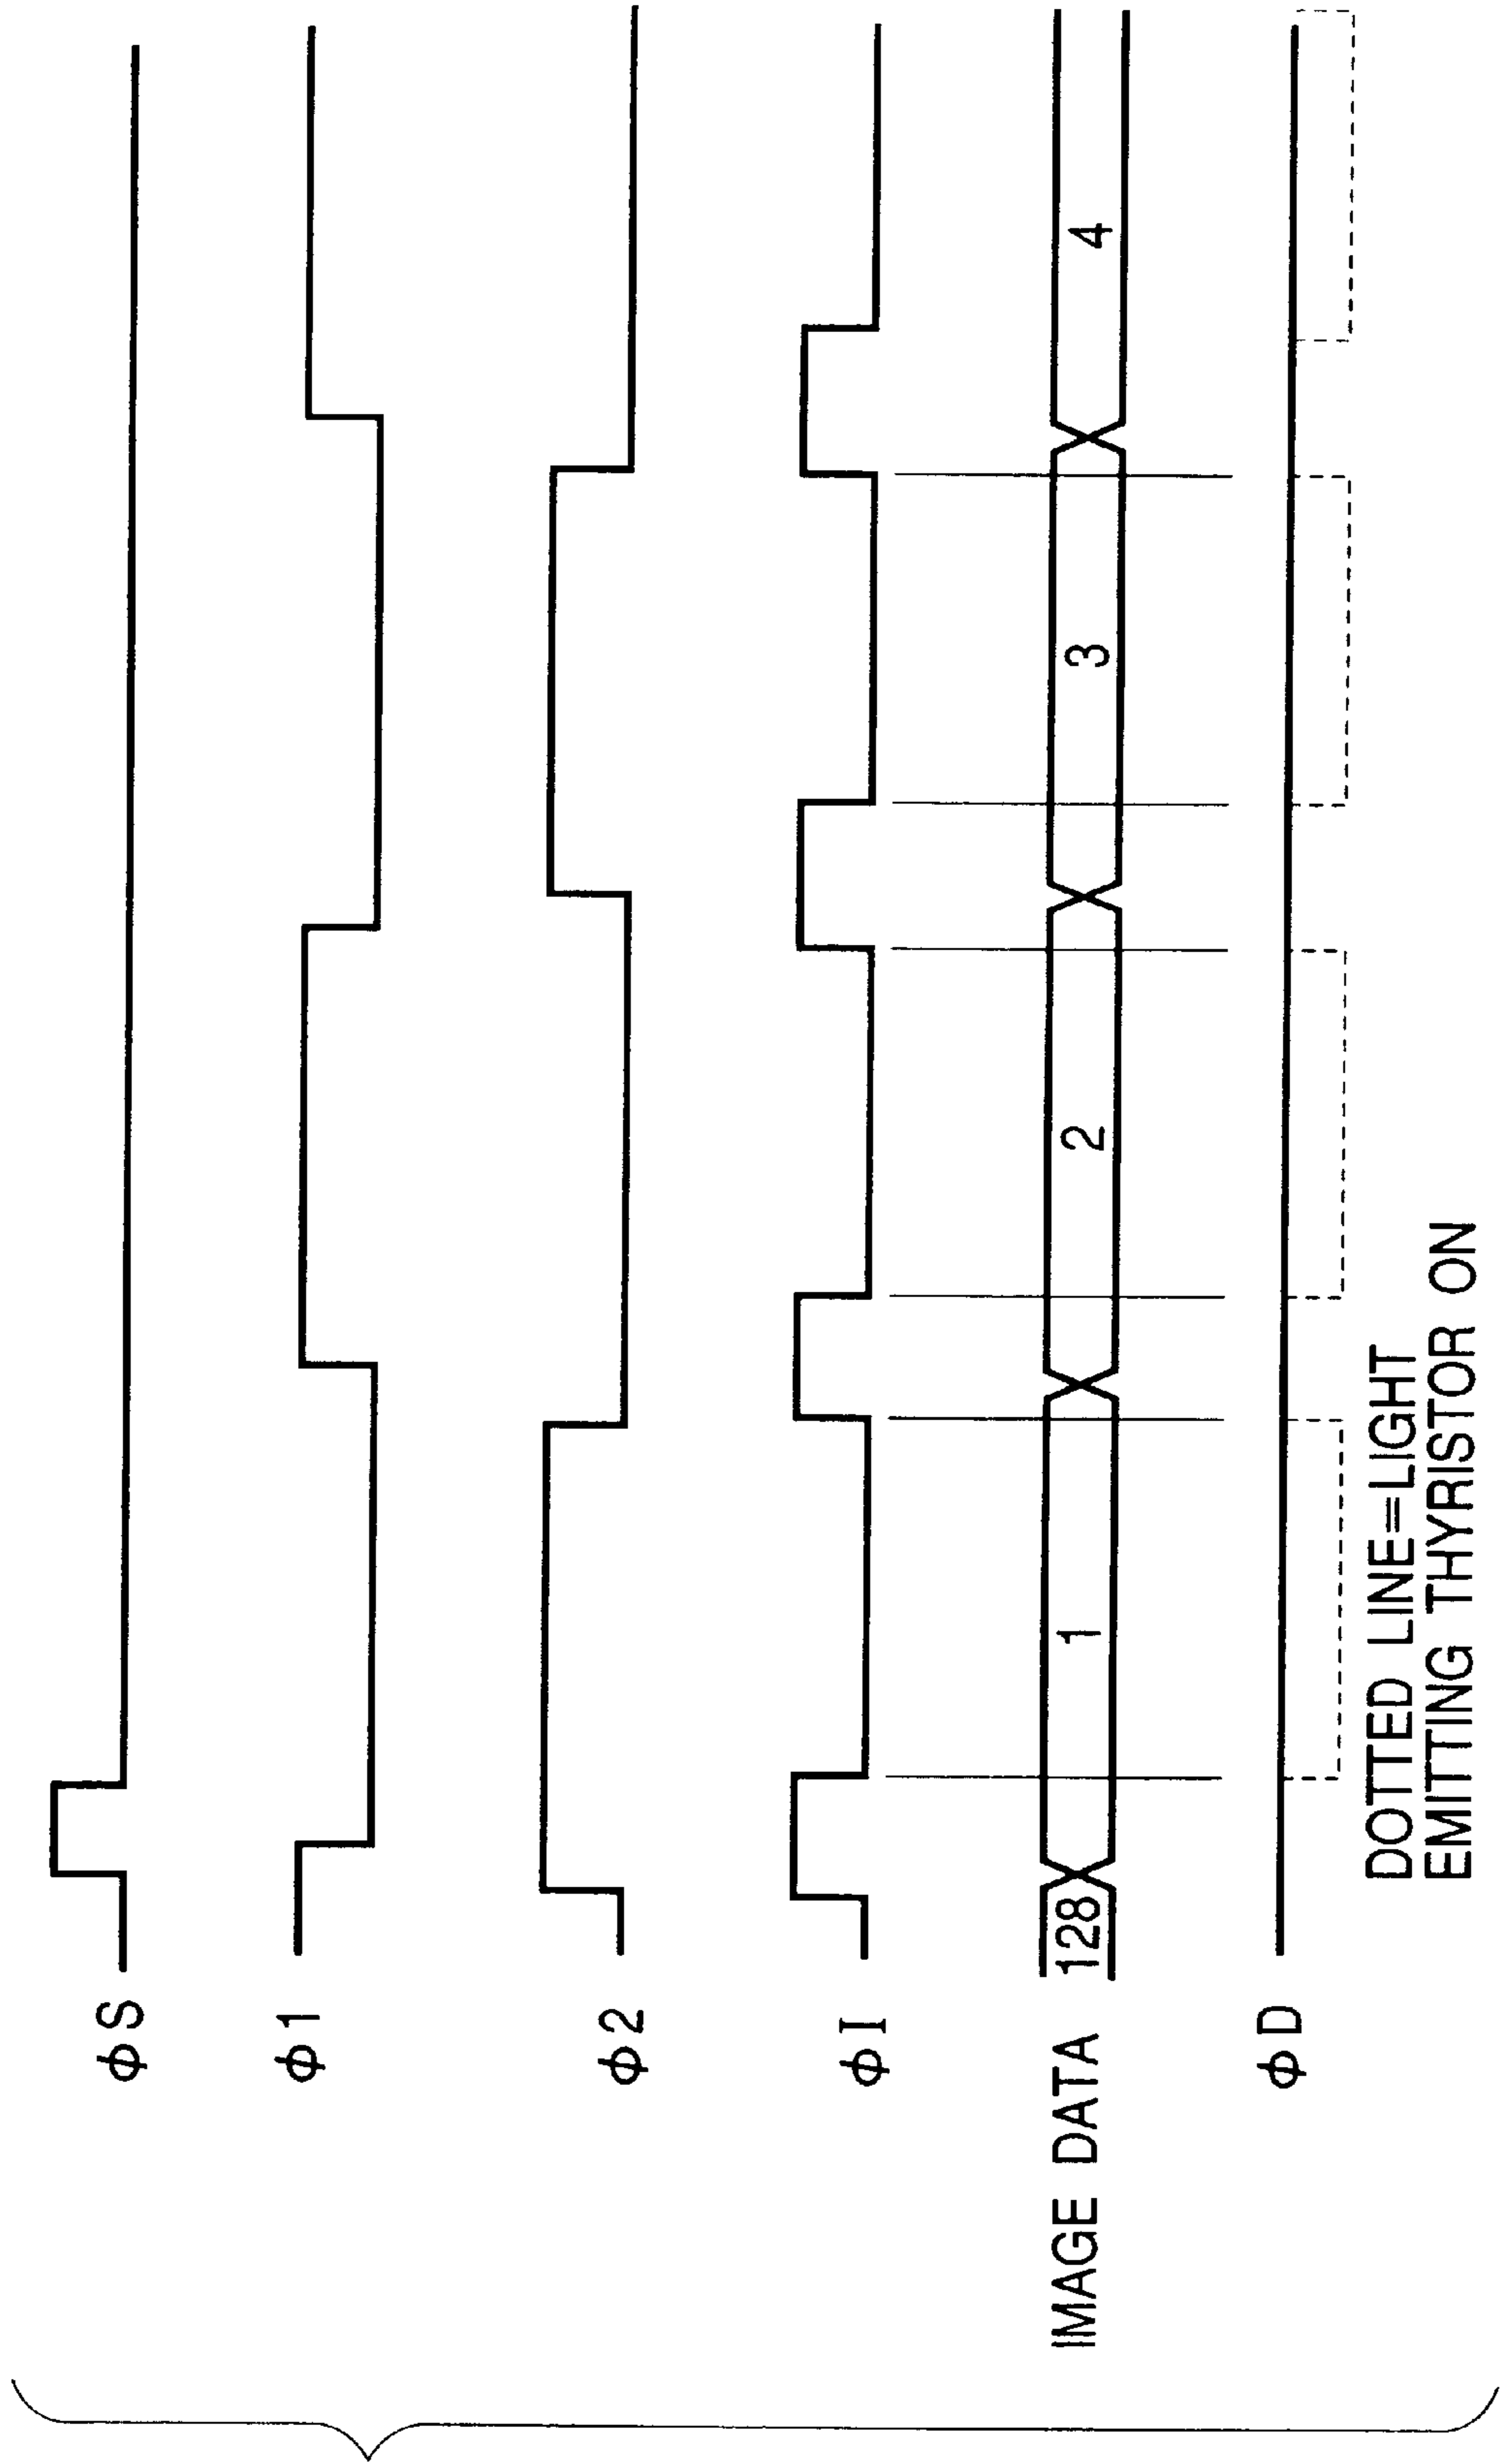 φS
φ1
φ2
φI
IMAGE DATA 128 1 2 3 4
φD
DOTTED LINE=LIGHT
EMITTING THYRISTOR ON